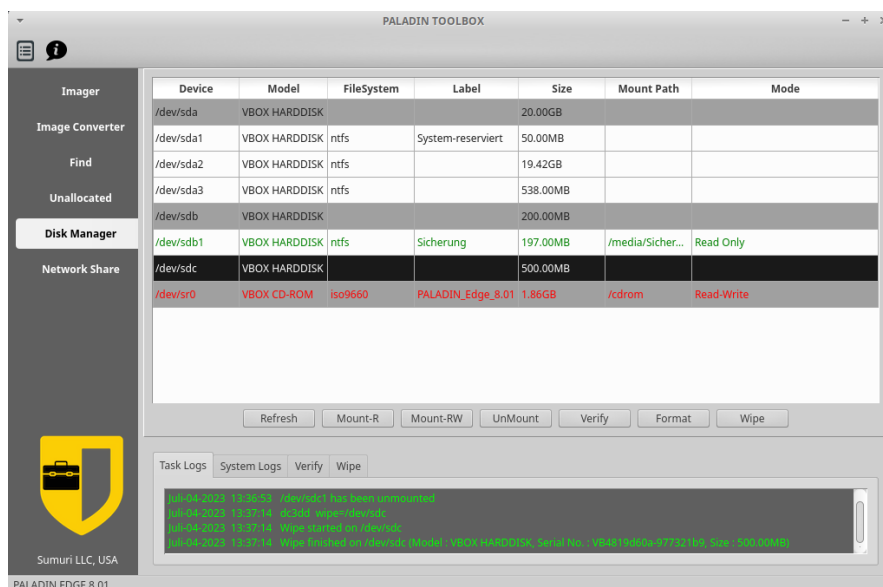 PALADIN TOOLBOX
Imager
Image Converter
Find
Unallocated
Disk Manager
Network Share
Device Model FileSystem Label Size Mount Path Mode
/dev/sda VBOX HARDDISK 20.00GB
/dev/sda1 VBOX HARDDISK ntfs System-reserviert 50.00MB
/dev/sda2 VBOX HARDDISK ntfs 19.42GB
/dev/sda3 VBOX HARDDISK ntfs 538.00MB
/dev/sdb VBOX HARDDISK 200.00MB
/dev/sdb1 VBOX HARDDISK ntfs Sicherung 197.00MB /media/Sicher... Read Only
/dev/sdc VBOX HARDDISK 500.00MB
/dev/sr0 VBOX CD-ROM iso9660 PALADIN_Edge_8.01 1.86GB /cdrom Read-Write
Refresh Mount-R Mount-RW UnMount Verify Format Wipe
Task Logs System Logs Verify Wipe
Juli-04-2023 13:36:53 /dev/sdc1 has been unmounted
Juli-04-2023 13:37:14 dc3dd wipe=/dev/sdc
Juli-04-2023 13:37:14 Wipe started on /dev/sdc
Juli-04-2023 13:37:14 Wipe finished on /dev/sdc (Model : VBOX HARDDISK, Serial No. : VB4819d60a-977321b9, Size : 500.00MB)
Sumuri LLC, USA
PALADIN EDGE 8.01